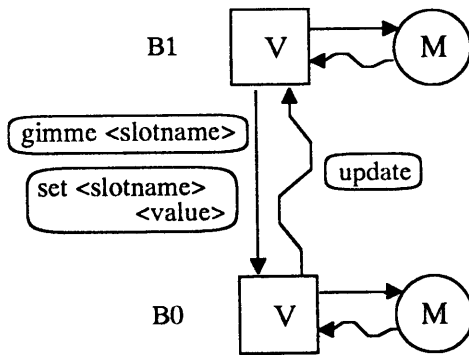 B1
V
M
gimme <slotname>
set <slotname>
<value>
update
B0
V
M